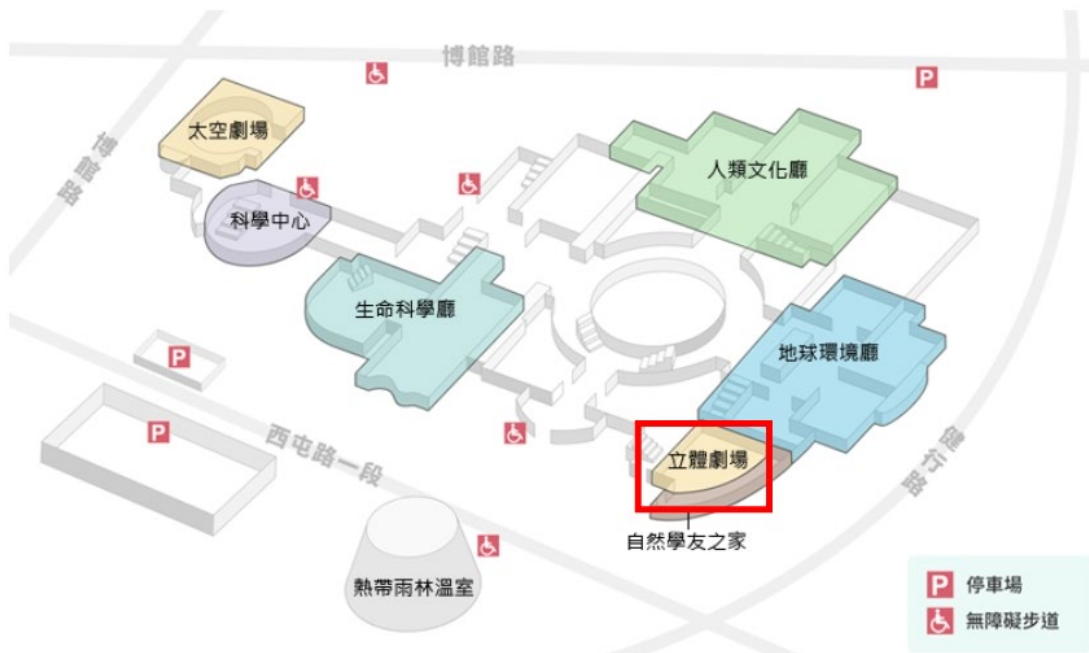 博館路
P
太空劇場
博館路
人類文化廳
科學中心
生命科學廳
地球環境廳
P
P
西屯路一段
立體劇場
健行路
自然學友之家
熱帶雨林溫室
P 停車場
無障礙步道